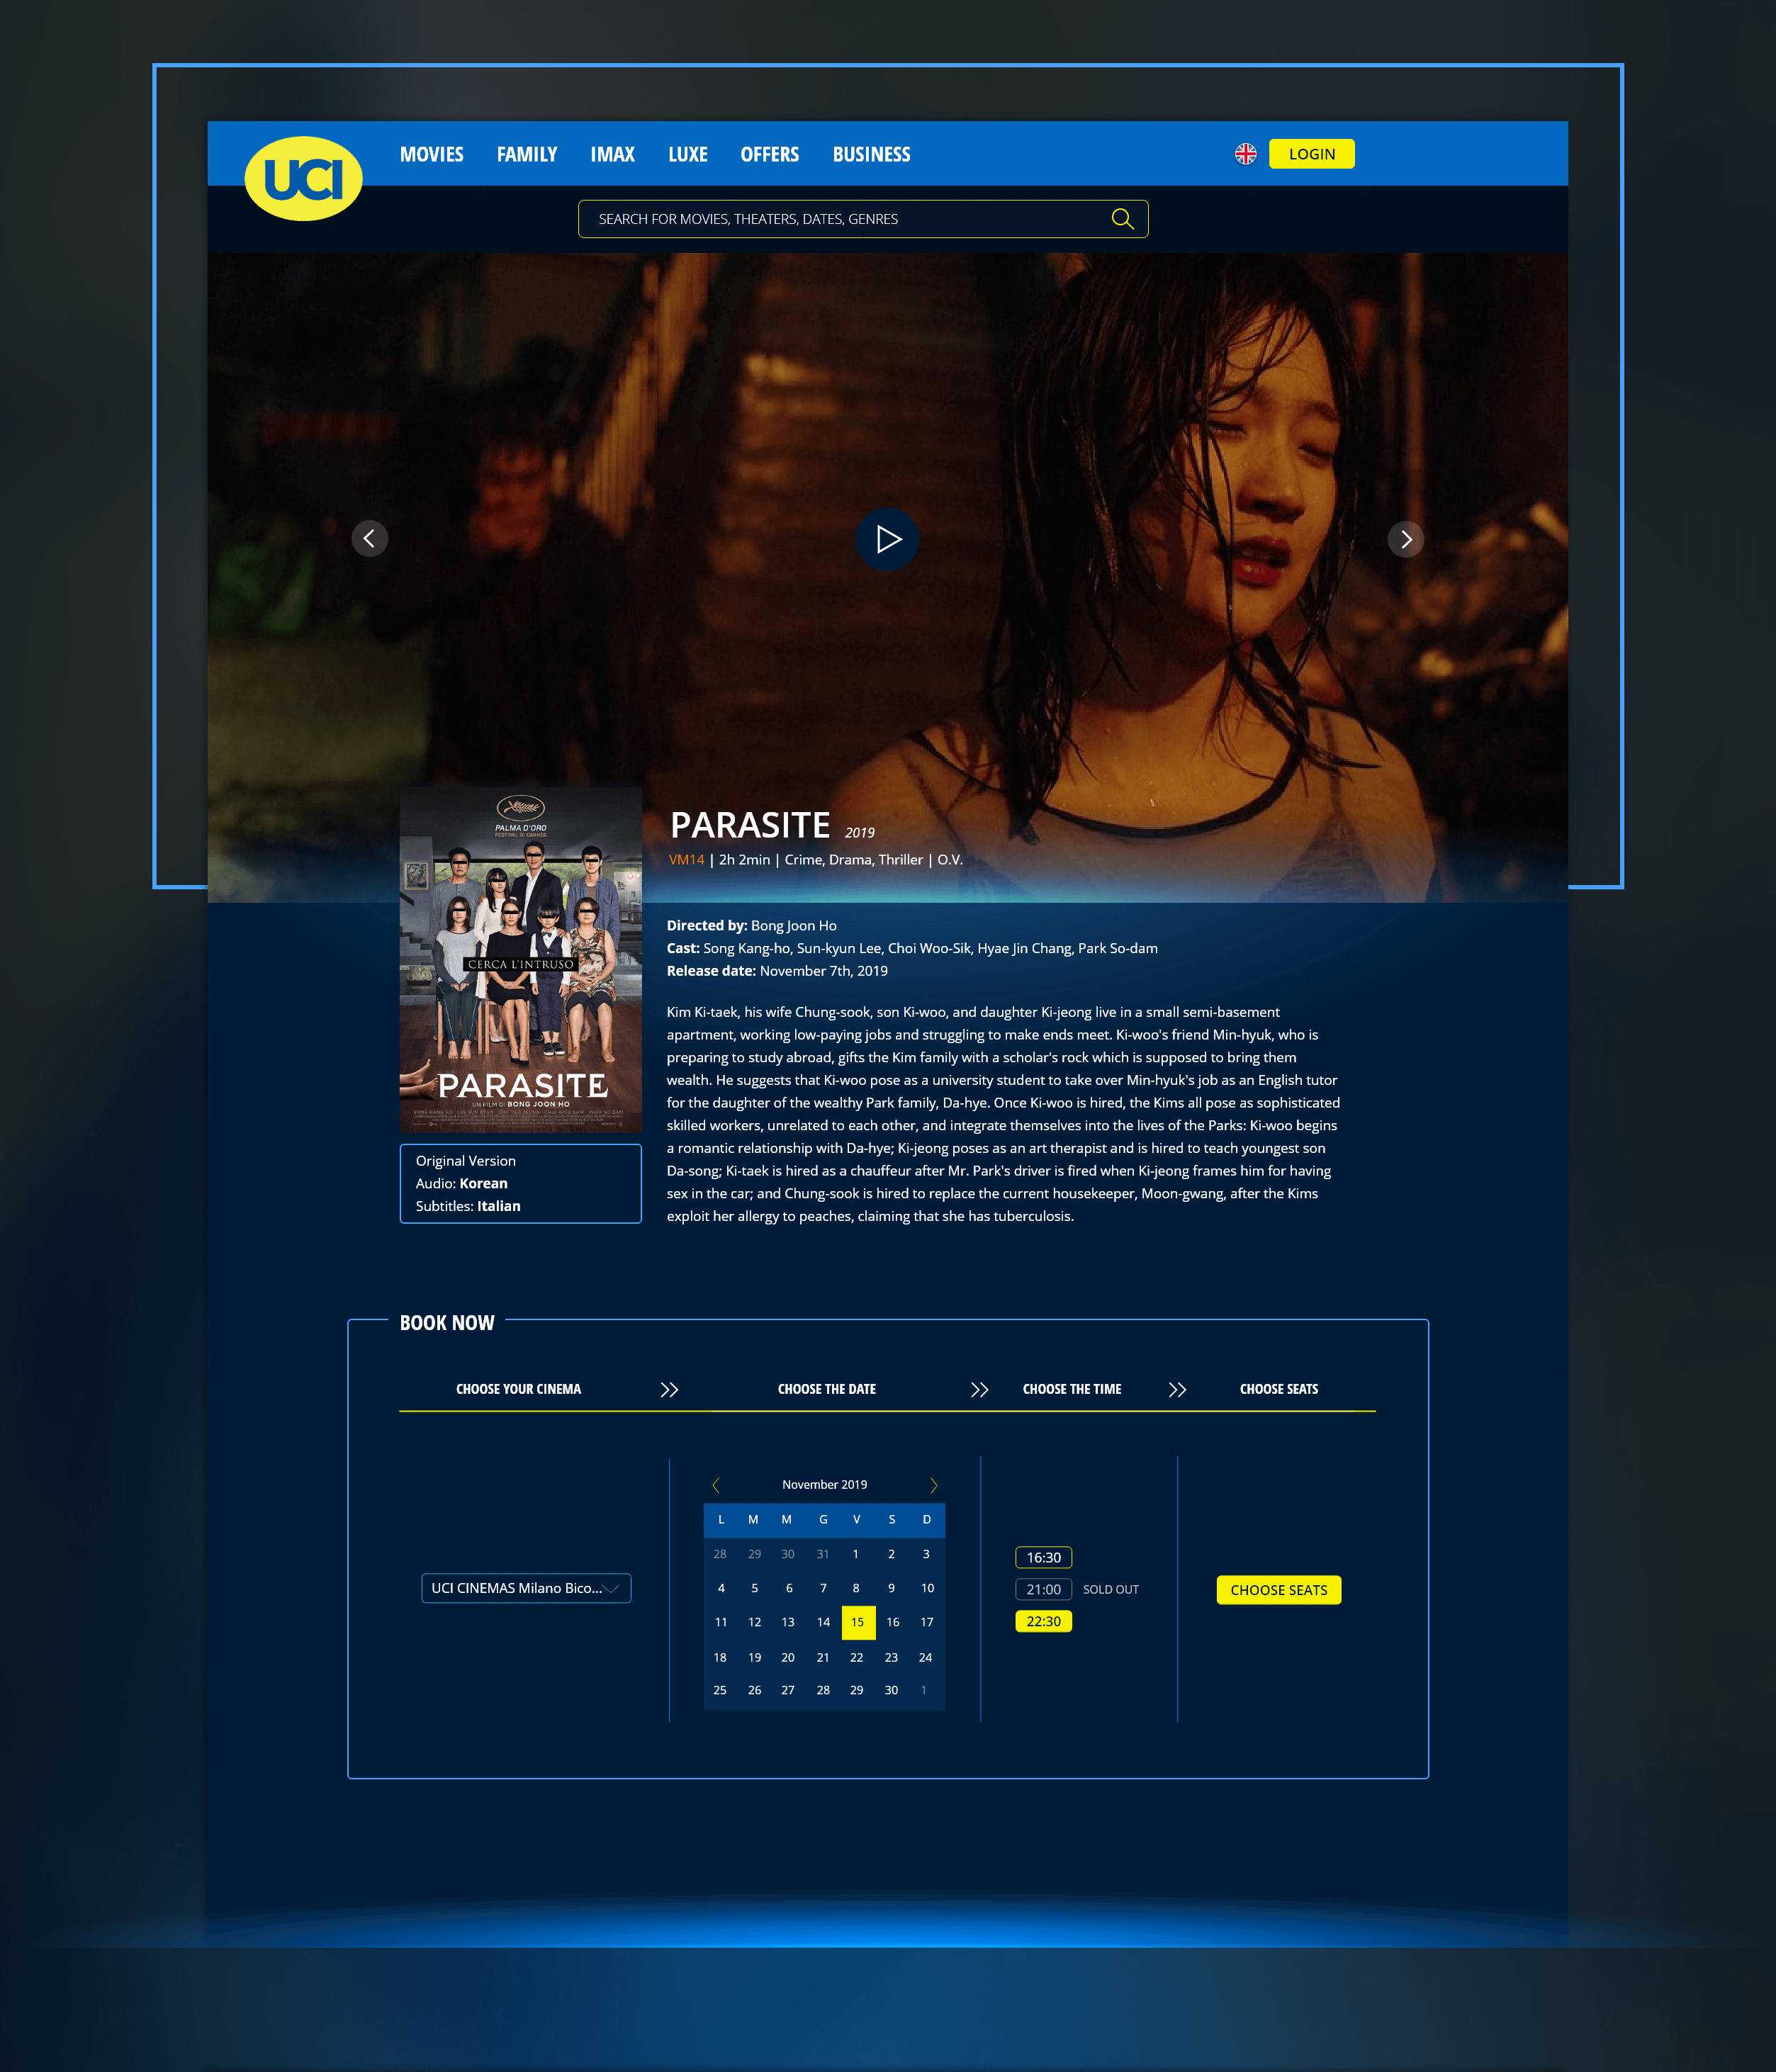 UCI
MOVIES FAMILY IMAX LUXE OFFERS BUSINESS
LOGIN
SEARCH FOR MOVIES, THEATERS, DATES, GENRES
PALMA D'ORO
FESTIVAL DI CANNES
CERCA L'INTRUSO
PARASITE
UN FILM DI BONG JOON HO
PARASITE 2019
VM14 | 2h 2min | Crime, Drama, Thriller | O.V.
Directed by: Bong Joon Ho
Cast: Song Kang-ho, Sun-kyun Lee, Choi Woo-Sik, Hyae Jin Chang, Park So-dam
Release date: November 7th, 2019
Kim Ki-taek, his wife Chung-sook, son Ki-woo, and daughter Ki-jeong live in a small semi-basement
apartment, working low-paying jobs and struggling to make ends meet. Ki-woo's friend Min-hyuk, who is
preparing to study abroad, gifts the Kim family with a scholar's rock which is supposed to bring them
wealth. He suggests that Ki-woo pose as a university student to take over Min-hyuk's job as an English tutor
for the daughter of the wealthy Park family, Da-hye. Once Ki-woo is hired, the Kims all pose as sophisticated
skilled workers, unrelated to each other, and integrate themselves into the lives of the Parks: Ki-woo begins
a romantic relationship with Da-hye; Ki-jeong poses as an art therapist and is hired to teach youngest son
Da-song; Ki-taek is hired as a chauffeur after Mr. Park's driver is fired when Ki-jeong frames him for having
sex in the car; and Chung-sook is hired to replace the current housekeeper, Moon-gwang, after the Kims
exploit her allergy to peaches, claiming that she has tuberculosis.
Original Version
Audio: Korean
Subtitles: Italian
BOOK NOW
CHOOSE YOUR CINEMA CHOOSE THE DATE CHOOSE THE TIME CHOOSE SEATS
UCI CINEMAS Milano Bico...
November 2019
L M M G V S D
28 29 30 31 1 2 3
4 5 6 7 8 9 10
11 12 13 14 15 16 17
18 19 20 21 22 23 24
25 26 27 28 29 30 1
16:30
21:00 SOLD OUT
22:30
CHOOSE SEATS